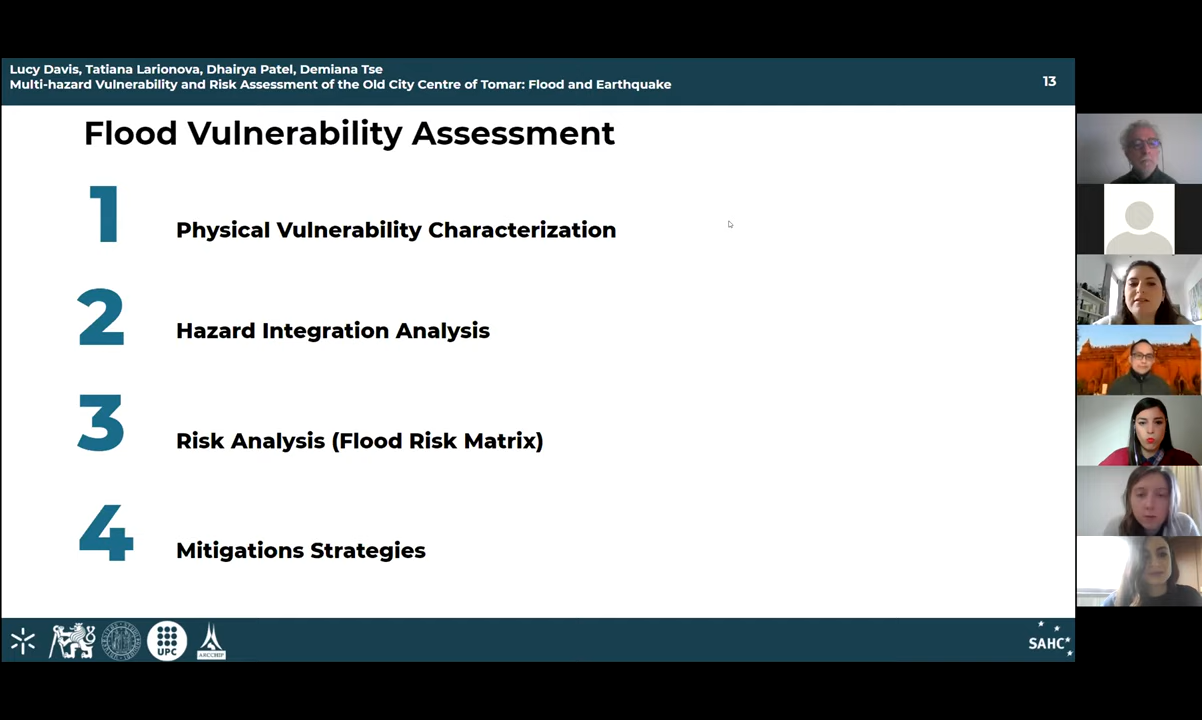 Lucy Davis, Tatiana Larionova, Dhairya Patel, Demiana Tse
Multi-hazard Vulnerability and Risk Assessment of the Old City Centre of Tomar: Flood and Earthquake
13
Flood Vulnerability Assessment
1
Physical Vulnerability Characterization
2
Hazard Integration Analysis
3
Risk Analysis (Flood Risk Matrix)
4
Mitigations Strategies
UPC
ARCCHIP
SAHC